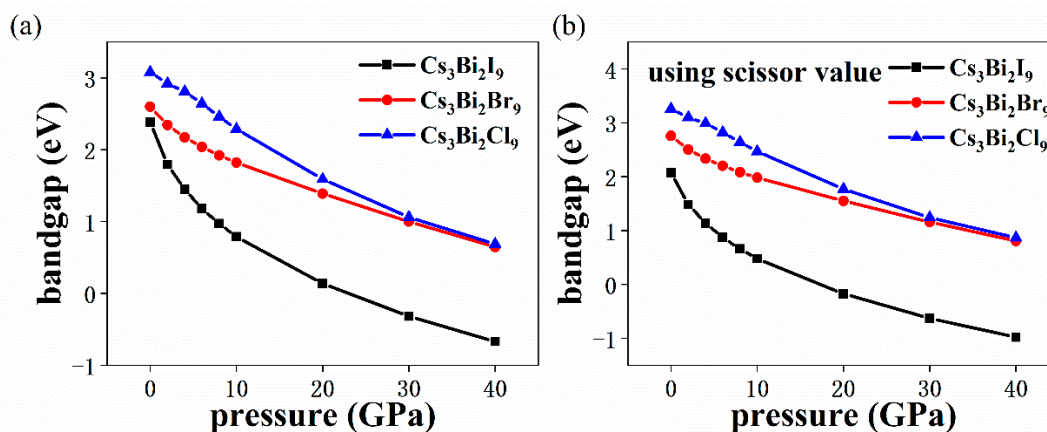 (a)
bandgap (eV)
3
2
1
0
−1
Cs₃Bi₂I₉
Cs₃Bi₂Br₉
Cs₃Bi₂Cl₉
0 10 20 30 40
pressure (GPa)
(b)
bandgap (eV)
4
3
2
1
0
−1
using scissor value
Cs₃Bi₂I₉
Cs₃Bi₂Br₉
Cs₃Bi₂Cl₉
0 10 20 30 40
pressure (GPa)